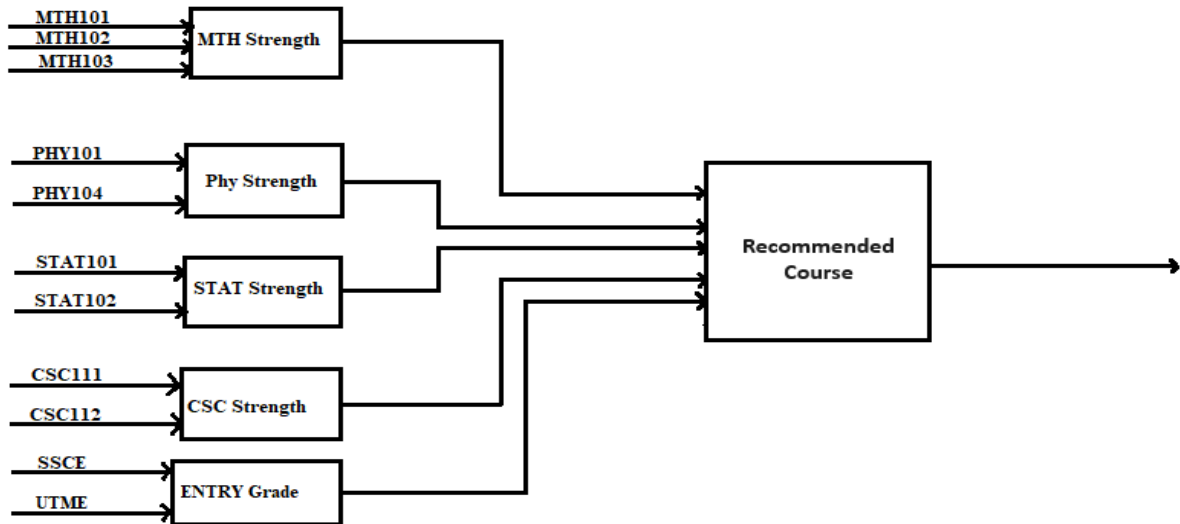 MTH101
MTH102
MTH103
MTH Strength
PHY101
PHY104
Phy Strength
STAT101
STAT102
STAT Strength
CSC111
CSC112
CSC Strength
SSCE
UTME
ENTRY Grade
Recommended
Course